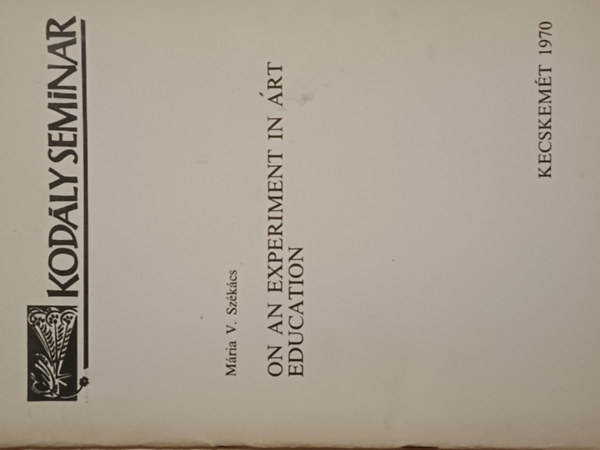 KODÁLY SEMINAR
Mária V. Székács
ON AN EXPERIMENT IN ÁRT
EDUCATION
KECSKEMÉT 1970